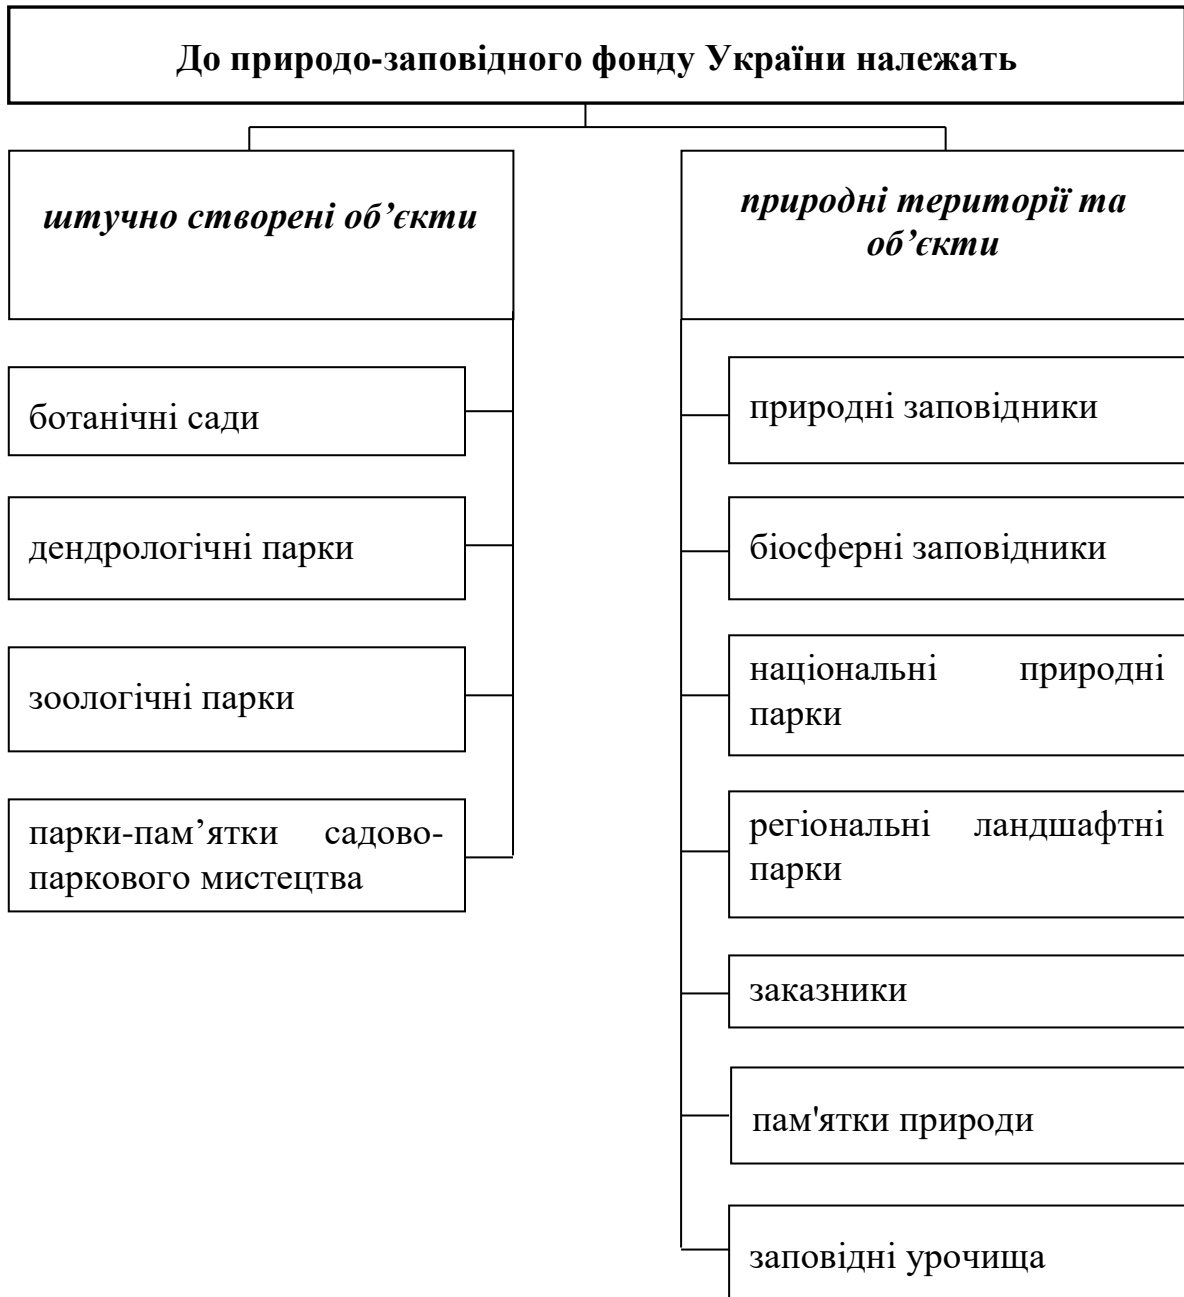 До природо-заповідного фонду України належать
штучно створені об’єкти
ботанічні сади
дендрологічні парки
зоологічні парки
парки-пам’ятки садово-
паркового мистецтва
природні території та
об’єкти
природні заповідники
біосферні заповідники
національні природні
парки
регіональні ландшафтні
парки
заказники
пам'ятки природи
заповідні урочища